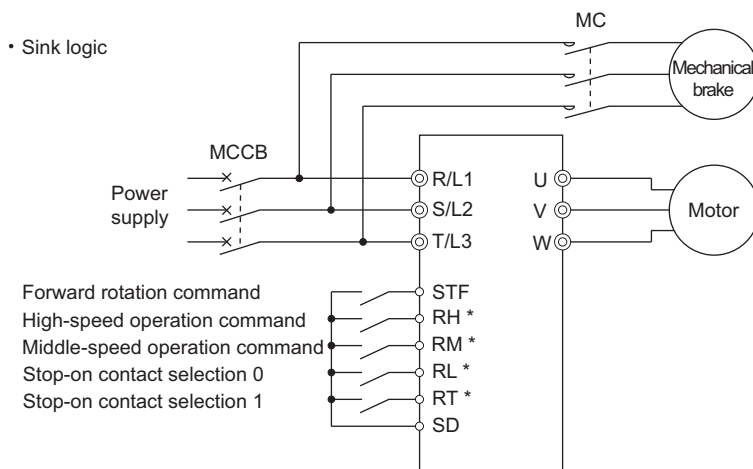 MC
• Sink logic
Mechanical
brake
MCCB
R/L1
U
Power
supply
S/L2
V
Motor
T/L3
W
Forward rotation command
STF
High-speed operation command
RH *
Middle-speed operation command
RM *
Stop-on contact selection 0
RL *
Stop-on contact selection 1
RT *
SD